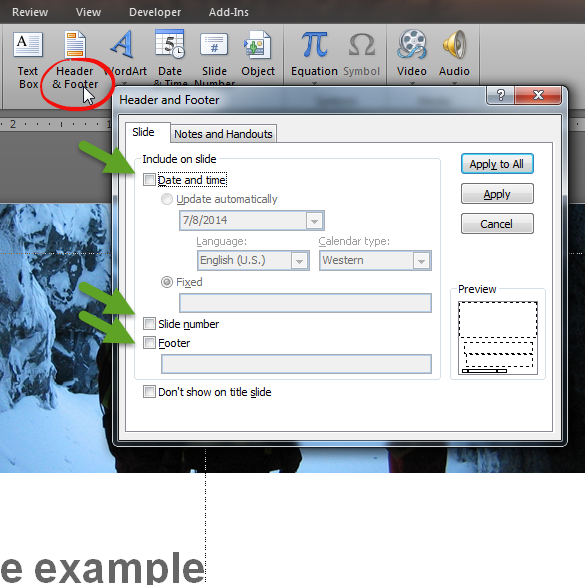 Review View Developer Add-Ins
Text Box
Header & Footer
WordArt
Date & Time
Slide Number
Object
Equation
Symbol
Video
Audio
2 1
Header and Footer
Slide Notes and Handouts
Include on slide
Date and time
Update automatically
7/8/2014
Language: Calendar type:
English (U.S.) Western
Fixed
Slide number
Footer
Don't show on title slide
Apply to All
Apply
Cancel
Preview
e example